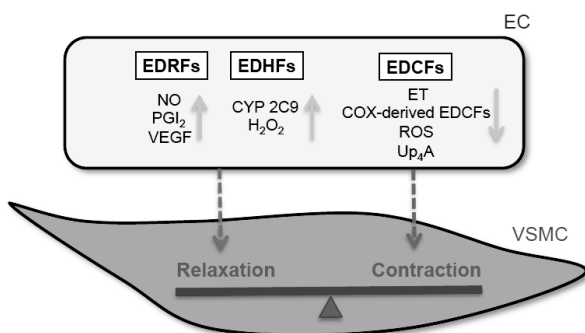 EC
EDRFs
NO
PGI₂
VEGF
EDHFs
CYP 2C9
H₂O₂
EDCFs
ET
COX-derived EDCFs
ROS
Up₄A
VSMC
Relaxation
Contraction